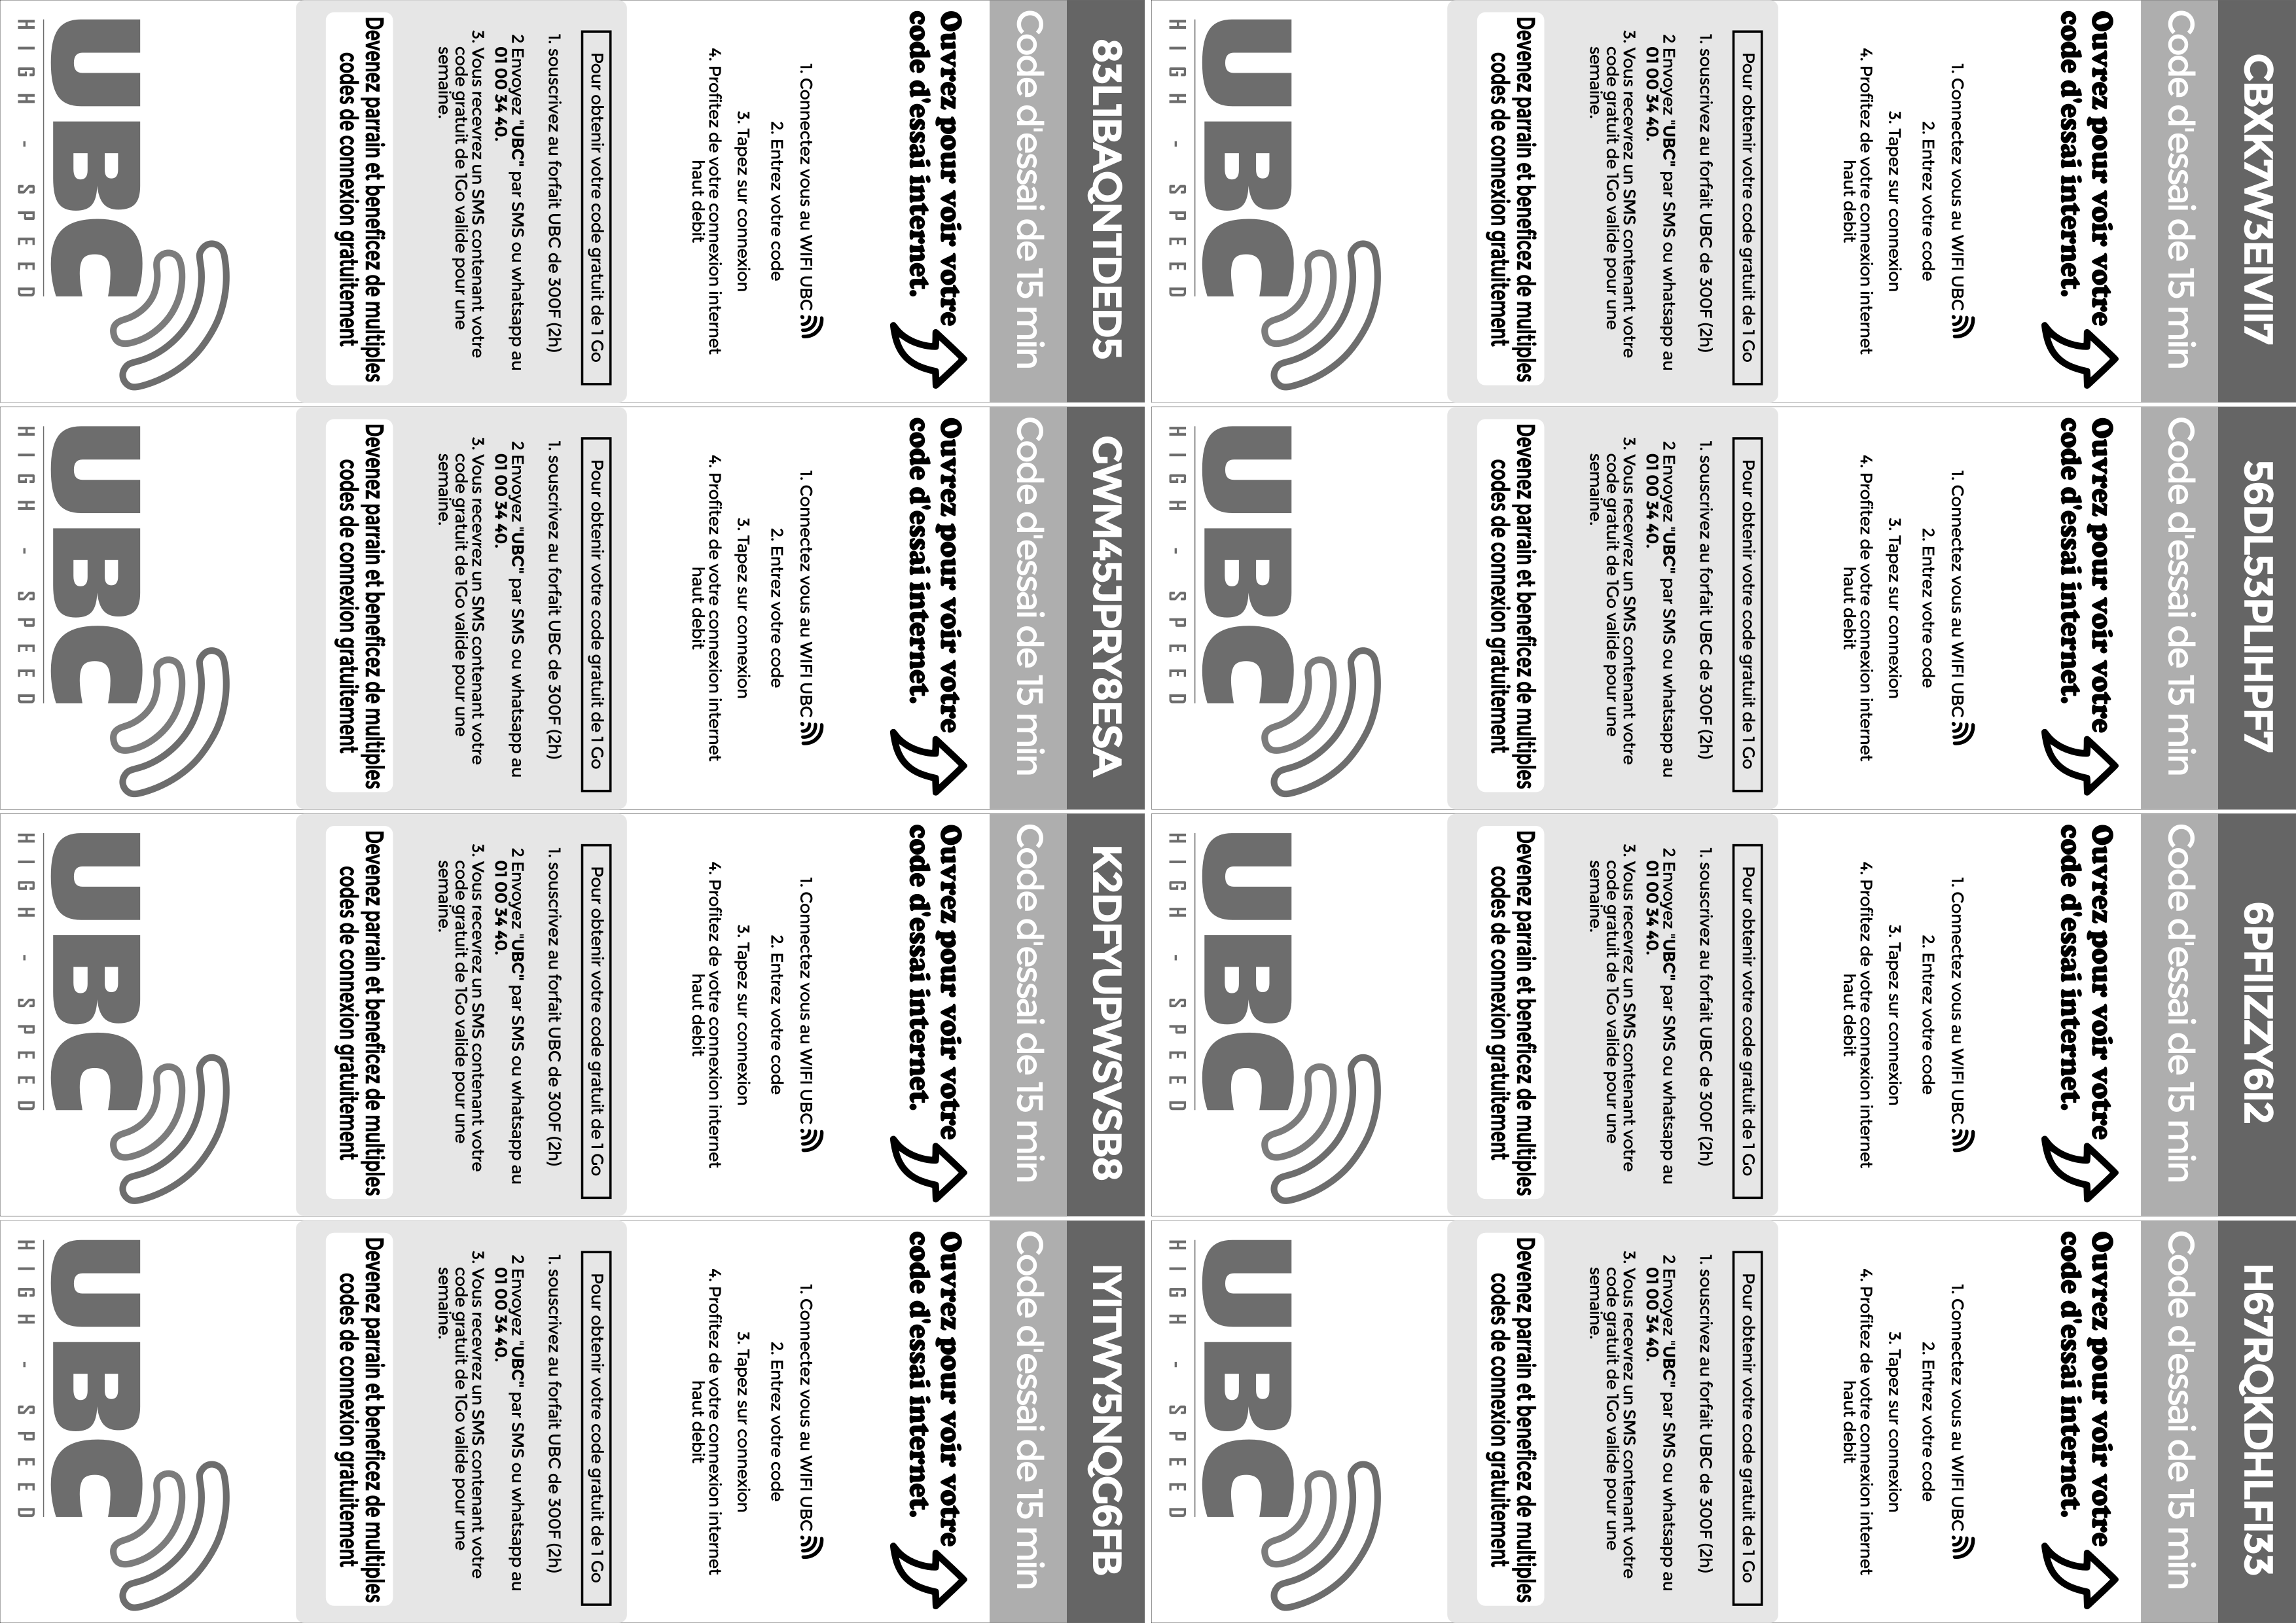 CBXK7W3EIVII7
Code d'essai de 15 min
Ouvrez pour voir votre
code d'essai internet.
1. Connectez vous au WIFI UBC
2. Entrez votre code
3. Tapez sur connexion
4. Profitez de votre connexion internet
haut debit
Pour obtenir votre code gratuit de 1 Go
1. souscrivez au forfait UBC de 300F (2h)
2 Envoyez "UBC" par SMS ou whatsapp au
01 00 34 40.
3. Vous recevrez un SMS contenant votre
code gratuit de 1Go valide pour une
semaine.
Devenez parrain et beneficez de multiples
codes de connexion gratuitement
UBC
HIGH - SPEED
56DL53PLIHPF7
Code d'essai de 15 min
Ouvrez pour voir votre
code d'essai internet.
1. Connectez vous au WIFI UBC
2. Entrez votre code
3. Tapez sur connexion
4. Profitez de votre connexion internet
haut debit
Pour obtenir votre code gratuit de 1 Go
1. souscrivez au forfait UBC de 300F (2h)
2 Envoyez "UBC" par SMS ou whatsapp au
01 00 34 40.
3. Vous recevrez un SMS contenant votre
code gratuit de 1Go valide pour une
semaine.
Devenez parrain et beneficez de multiples
codes de connexion gratuitement
UBC
HIGH - SPEED
6PFIIZZY6I2
Code d'essai de 15 min
Ouvrez pour voir votre
code d'essai internet.
1. Connectez vous au WIFI UBC
2. Entrez votre code
3. Tapez sur connexion
4. Profitez de votre connexion internet
haut debit
Pour obtenir votre code gratuit de 1 Go
1. souscrivez au forfait UBC de 300F (2h)
2 Envoyez "UBC" par SMS ou whatsapp au
01 00 34 40.
3. Vous recevrez un SMS contenant votre
code gratuit de 1Go valide pour une
semaine.
Devenez parrain et beneficez de multiples
codes de connexion gratuitement
UBC
HIGH - SPEED
H67RQKDHLFI33
Code d'essai de 15 min
Ouvrez pour voir votre
code d'essai internet.
1. Connectez vous au WIFI UBC
2. Entrez votre code
3. Tapez sur connexion
4. Profitez de votre connexion internet
haut debit
Pour obtenir votre code gratuit de 1 Go
1. souscrivez au forfait UBC de 300F (2h)
2 Envoyez "UBC" par SMS ou whatsapp au
01 00 34 40.
3. Vous recevrez un SMS contenant votre
code gratuit de 1Go valide pour une
semaine.
Devenez parrain et beneficez de multiples
codes de connexion gratuitement
UBC
HIGH - SPEED
83L1BAQNTDED5
Code d'essai de 15 min
Ouvrez pour voir votre
code d'essai internet.
1. Connectez vous au WIFI UBC
2. Entrez votre code
3. Tapez sur connexion
4. Profitez de votre connexion internet
haut debit
Pour obtenir votre code gratuit de 1 Go
1. souscrivez au forfait UBC de 300F (2h)
2 Envoyez "UBC" par SMS ou whatsapp au
01 00 34 40.
3. Vous recevrez un SMS contenant votre
code gratuit de 1Go valide pour une
semaine.
Devenez parrain et beneficez de multiples
codes de connexion gratuitement
UBC
HIGH - SPEED
GWM45JPRY8ESA
Code d'essai de 15 min
Ouvrez pour voir votre
code d'essai internet.
1. Connectez vous au WIFI UBC
2. Entrez votre code
3. Tapez sur connexion
4. Profitez de votre connexion internet
haut debit
Pour obtenir votre code gratuit de 1 Go
1. souscrivez au forfait UBC de 300F (2h)
2 Envoyez "UBC" par SMS ou whatsapp au
01 00 34 40.
3. Vous recevrez un SMS contenant votre
code gratuit de 1Go valide pour une
semaine.
Devenez parrain et beneficez de multiples
codes de connexion gratuitement
UBC
HIGH - SPEED
K2DFYUPWSVSB8
Code d'essai de 15 min
Ouvrez pour voir votre
code d'essai internet.
1. Connectez vous au WIFI UBC
2. Entrez votre code
3. Tapez sur connexion
4. Profitez de votre connexion internet
haut debit
Pour obtenir votre code gratuit de 1 Go
1. souscrivez au forfait UBC de 300F (2h)
2 Envoyez "UBC" par SMS ou whatsapp au
01 00 34 40.
3. Vous recevrez un SMS contenant votre
code gratuit de 1Go valide pour une
semaine.
Devenez parrain et beneficez de multiples
codes de connexion gratuitement
UBC
HIGH - SPEED
IYITWY5NQG6FB
Code d'essai de 15 min
Ouvrez pour voir votre
code d'essai internet.
1. Connectez vous au WIFI UBC
2. Entrez votre code
3. Tapez sur connexion
4. Profitez de votre connexion internet
haut debit
Pour obtenir votre code gratuit de 1 Go
1. souscrivez au forfait UBC de 300F (2h)
2 Envoyez "UBC" par SMS ou whatsapp au
01 00 34 40.
3. Vous recevrez un SMS contenant votre
code gratuit de 1Go valide pour une
semaine.
Devenez parrain et beneficez de multiples
codes de connexion gratuitement
UBC
HIGH - SPEED